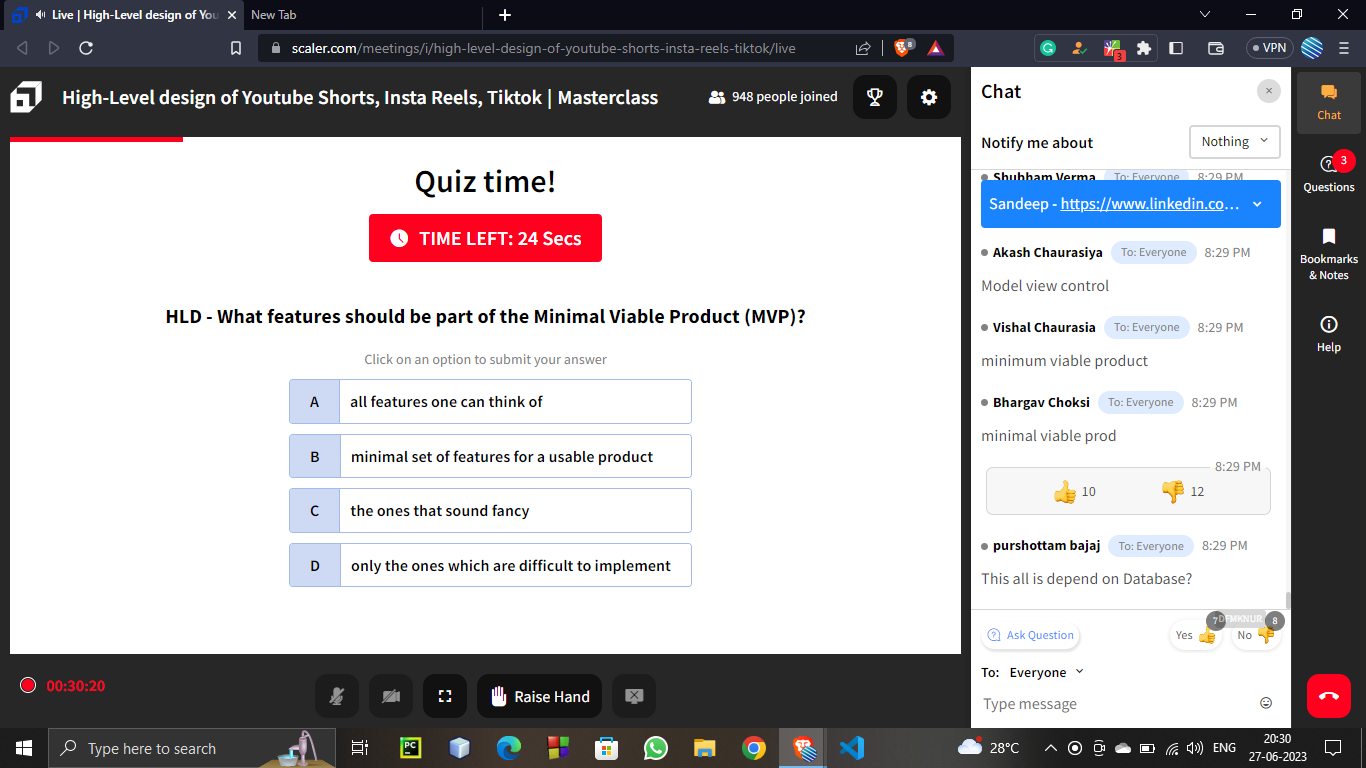 Live | High-Level design of You
New Tab
scaler.com/meetings/i/high-level-design-of-youtube-shorts-insta-reels-tiktok/live
8
3
VPN
High-Level design of Youtube Shorts, Insta Reels, Tiktok | Masterclass
948 people joined
Quiz time!
TIME LEFT: 24 Secs
HLD - What features should be part of the Minimal Viable Product (MVP)?
Click on an option to submit your answer
A all features one can think of
B minimal set of features for a usable product
C the ones that sound fancy
D only the ones which are difficult to implement
00:30:20
Raise Hand
Chat
Notify me about
Nothing
Shubham Verma To: Everyone 8:29 PM
Sandeep - https://www.linkedin.co...
Akash Chaurasiya To: Everyone 8:29 PM
Model view control
Vishal Chaurasia To: Everyone 8:29 PM
minimum viable product
Bhargav Choksi To: Everyone 8:29 PM
minimal viable prod
8:29 PM
10 12
purshottam bajaj To: Everyone 8:29 PM
This all is depend on Database?
Ask Question
Yes 7
No 8
To: Everyone
Type message
Chat
3
Questions
Bookmarks
& Notes
Help
Type here to search
PC
28°C
ENG
20:30
27-06-2023